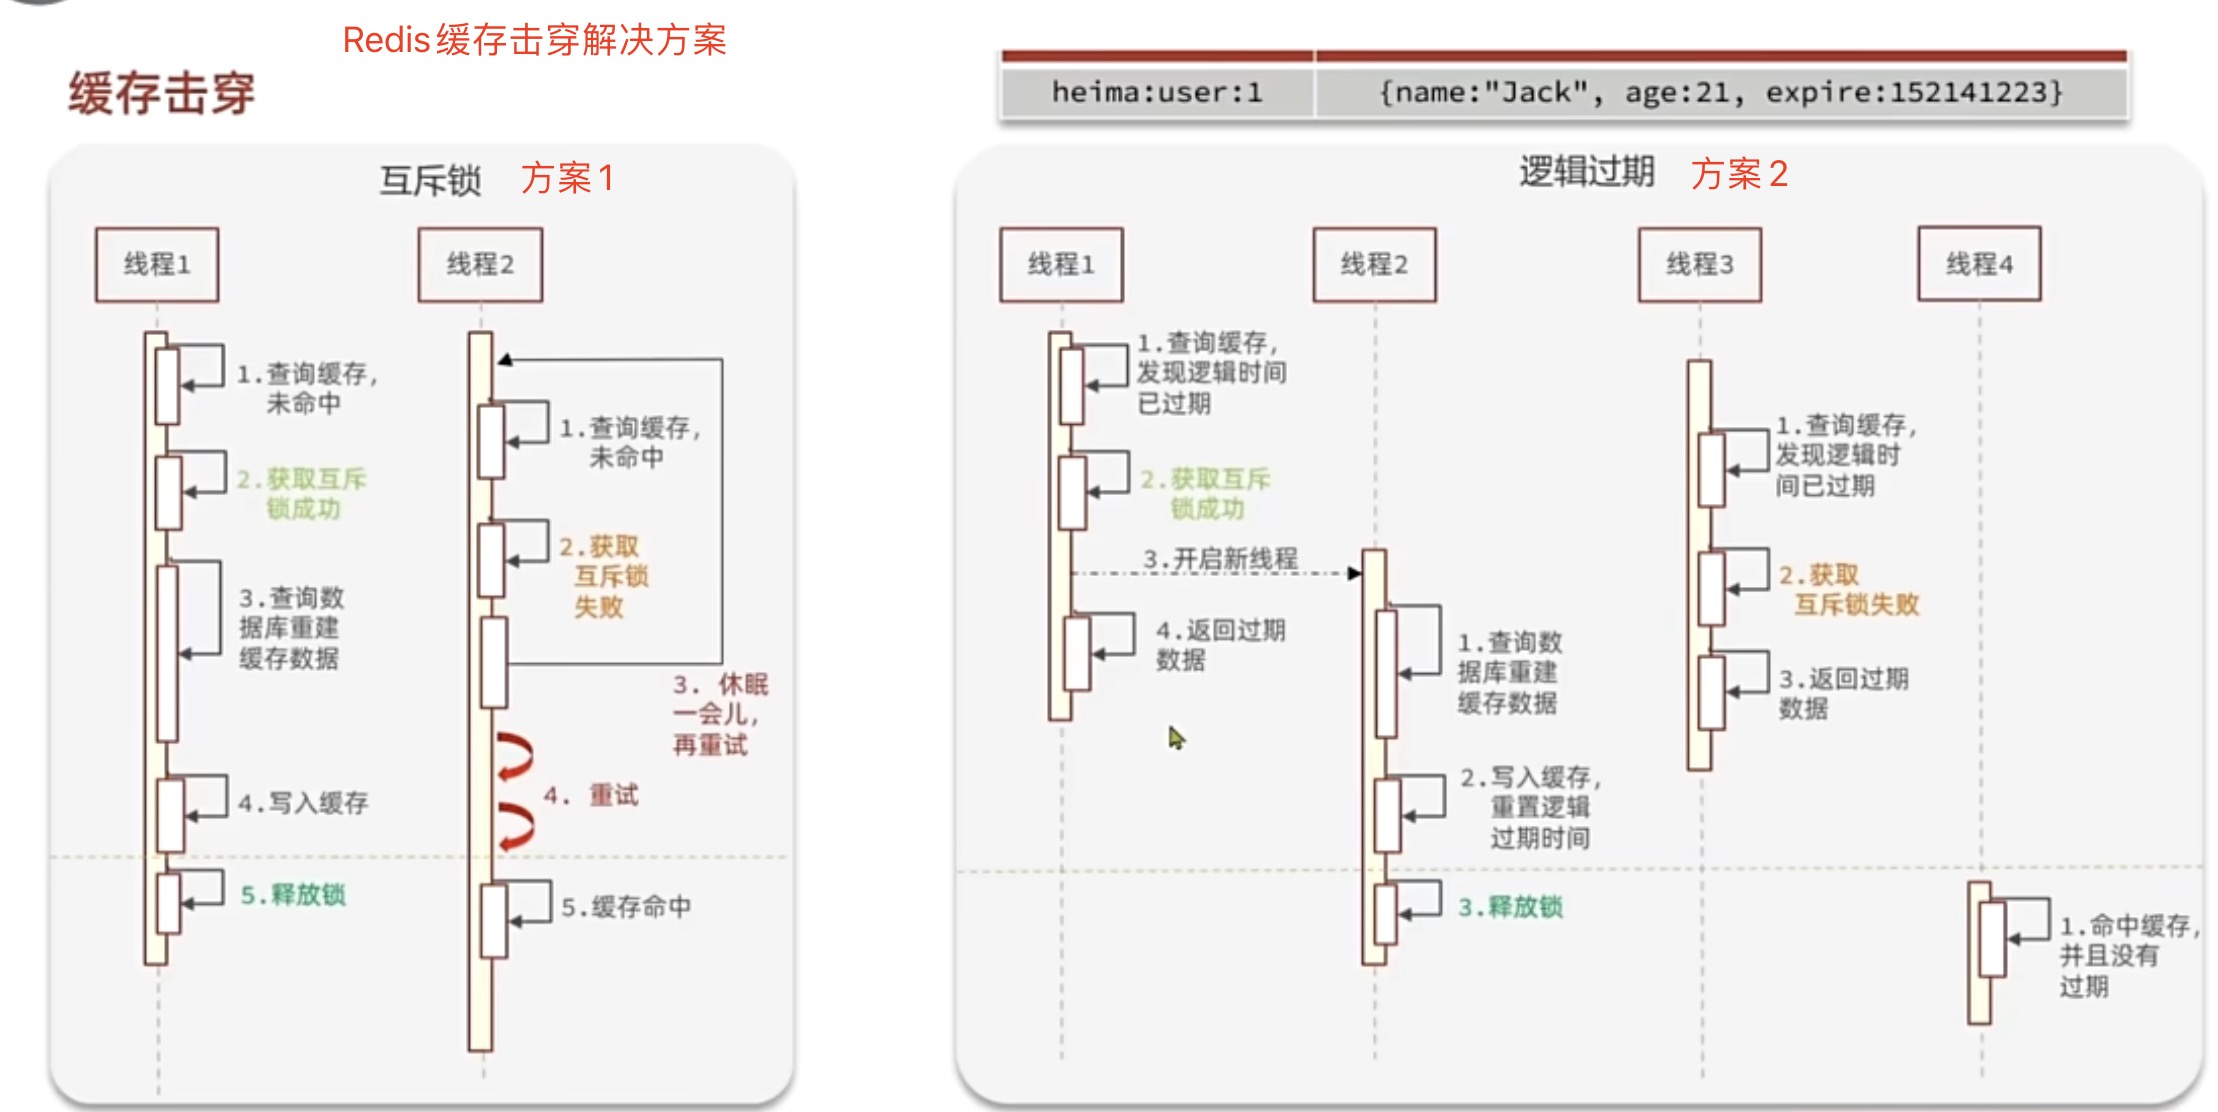 Redis缓存击穿解决方案
缓存击穿
heima:user:1
{name:"Jack", age:21, expire:152141223}
互斥锁 方案1
线程1
线程2
1.查询缓存,
未命中
2.获取互斥
锁成功
3.查询数
据库重建
缓存数据
4.写入缓存
5.释放锁
1.查询缓存,
未命中
2.获取
互斥锁
失败
3. 休眠
一会儿,
再重试
4. 重试
5.缓存命中
逻辑过期 方案2
线程1
线程2
线程3
线程4
1.查询缓存,
发现逻辑时间
已过期
2.获取互斥
锁成功
3.开启新线程
4.返回过期
数据
1.查询数
据库重建
缓存数据
2.写入缓存,
重置逻辑
过期时间
3.释放锁
1.查询缓存,
发现逻辑时
间已过期
2.获取
互斥锁失败
3.返回过期
数据
1.命中缓存,
并且没有
过期